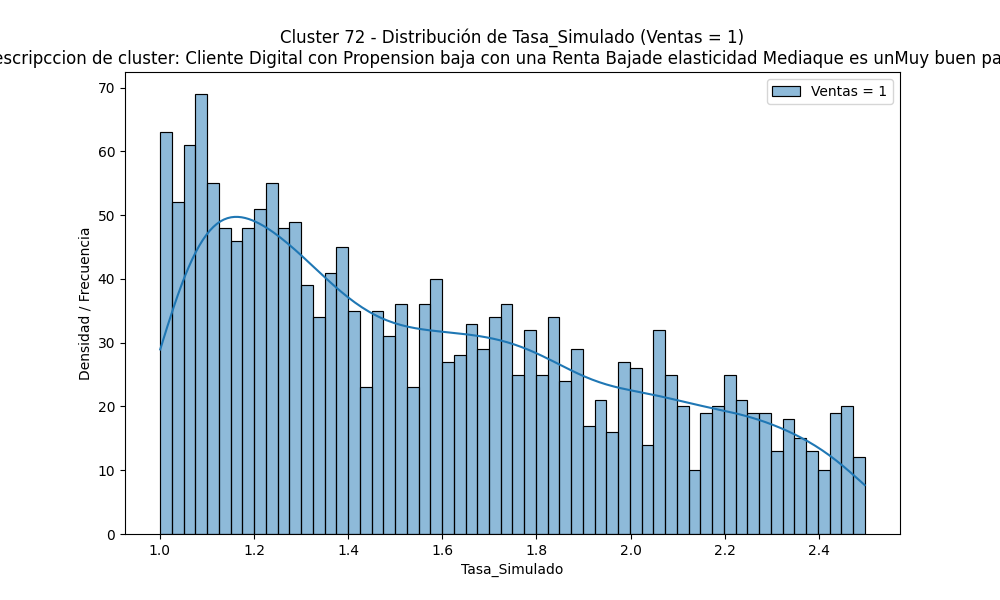 Cluster 72 - Distribución de Tasa_Simulado (Ventas = 1)
escripccion de cluster: Cliente Digital con Propension baja con una Renta Bajade elasticidad Mediaque es unMuy buen pa
Ventas = 1
Densidad / Frecuencia
70
60
50
40
30
20
10
0
1.0 1.2 1.4 1.6 1.8 2.0 2.2 2.4
Tasa_Simulado